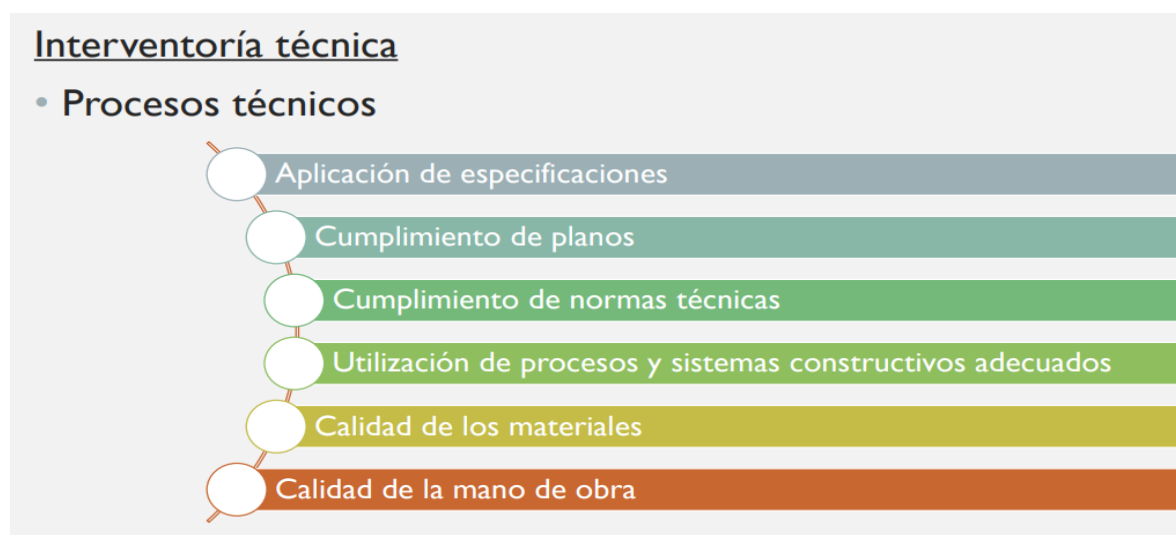 Interventoría técnica
• Procesos técnicos
Aplicación de especificaciones
Cumplimiento de planos
Cumplimiento de normas técnicas
Utilización de procesos y sistemas constructivos adecuados
Calidad de los materiales
Calidad de la mano de obra